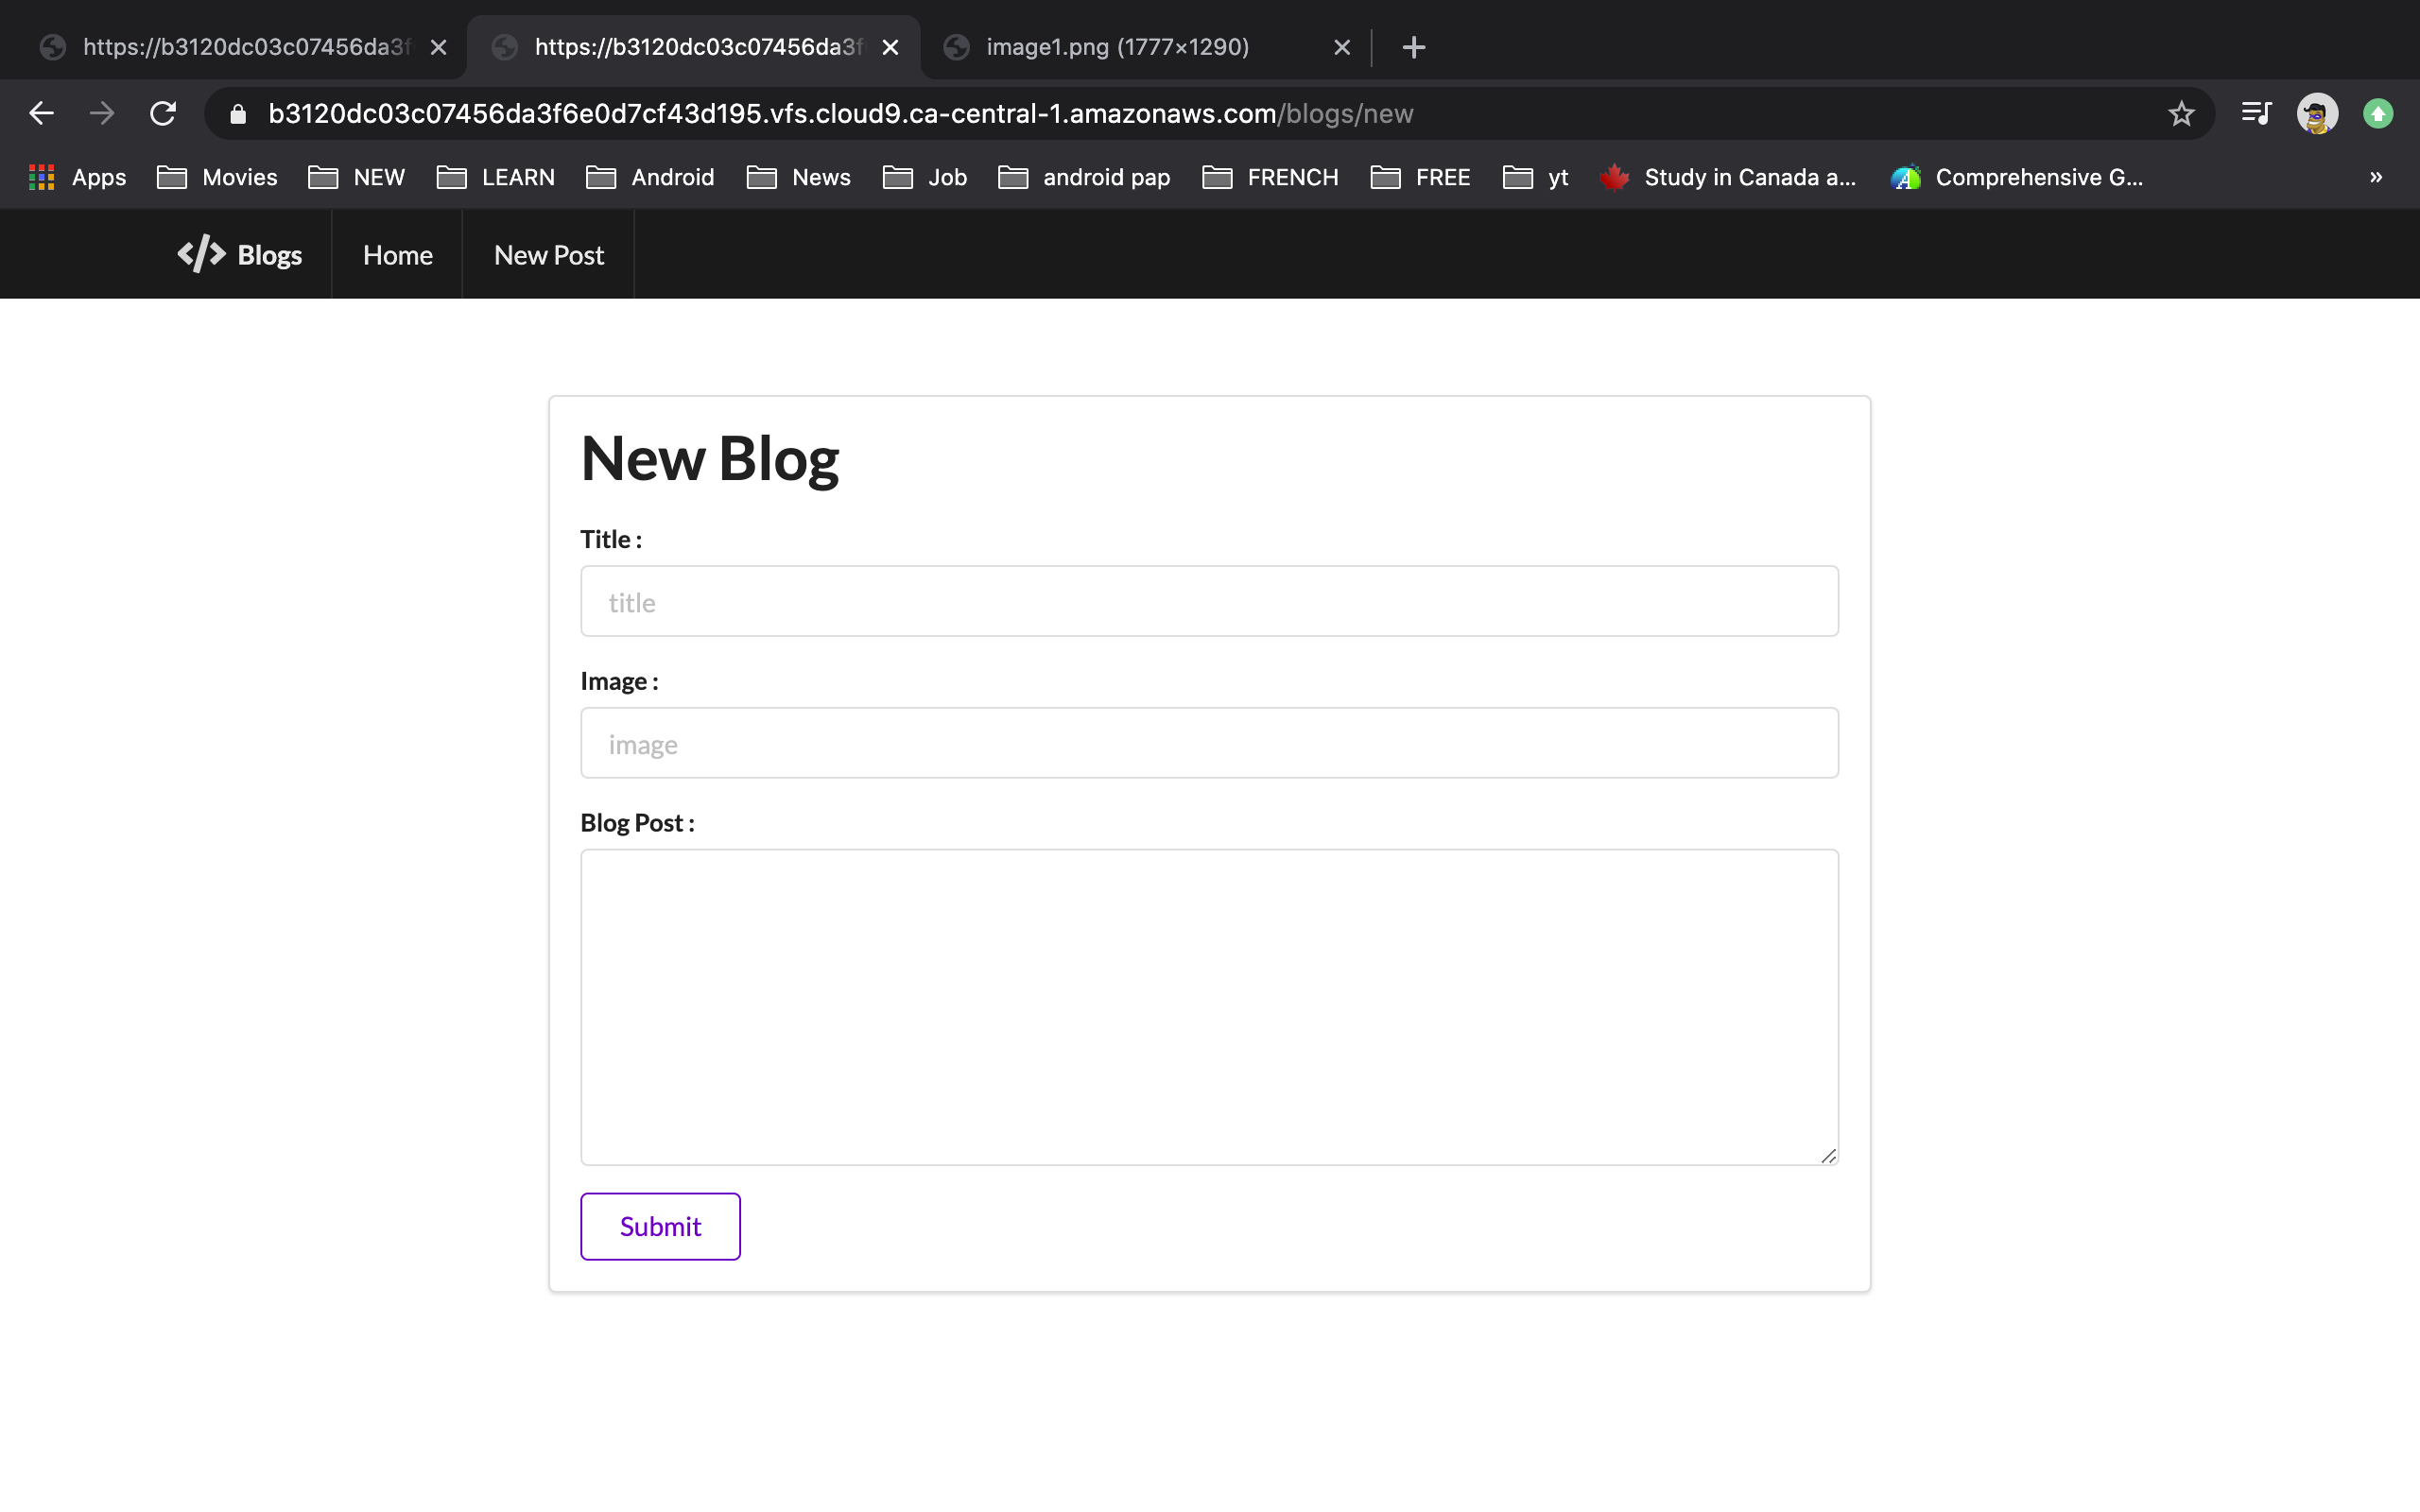 https://b3120dc03c07456da3f https://b3120dc03c07456da3f image1.png (1777×1290)
b3120dc03c07456da3f6e0d7cf43d195.vfs.cloud9.ca-central-1.amazonaws.com/blogs/new
Apps Movies NEW LEARN Android News Job android pap FRENCH FREE yt Study in Canada a... Comprehensive G... »
</> Blogs Home New Post
New Blog
Title :
title
Image :
image
Blog Post :
Submit